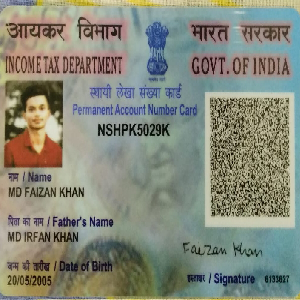 आयकर विभाग
भारत सरकार
INCOME TAX DEPARTMENT
GOVT. OF INDIA
स्थायी लेखा संख्या कार्ड
Permanent Account Number Card
NSHPK5029K
नाम / Name
MD FAIZAN KHAN
पिता का नाम / Father's Name
MD IRFAN KHAN
Faizan Khan
जन्म की तारीख / Date of Birth
20/05/2005
हस्ताक्षर / Signature